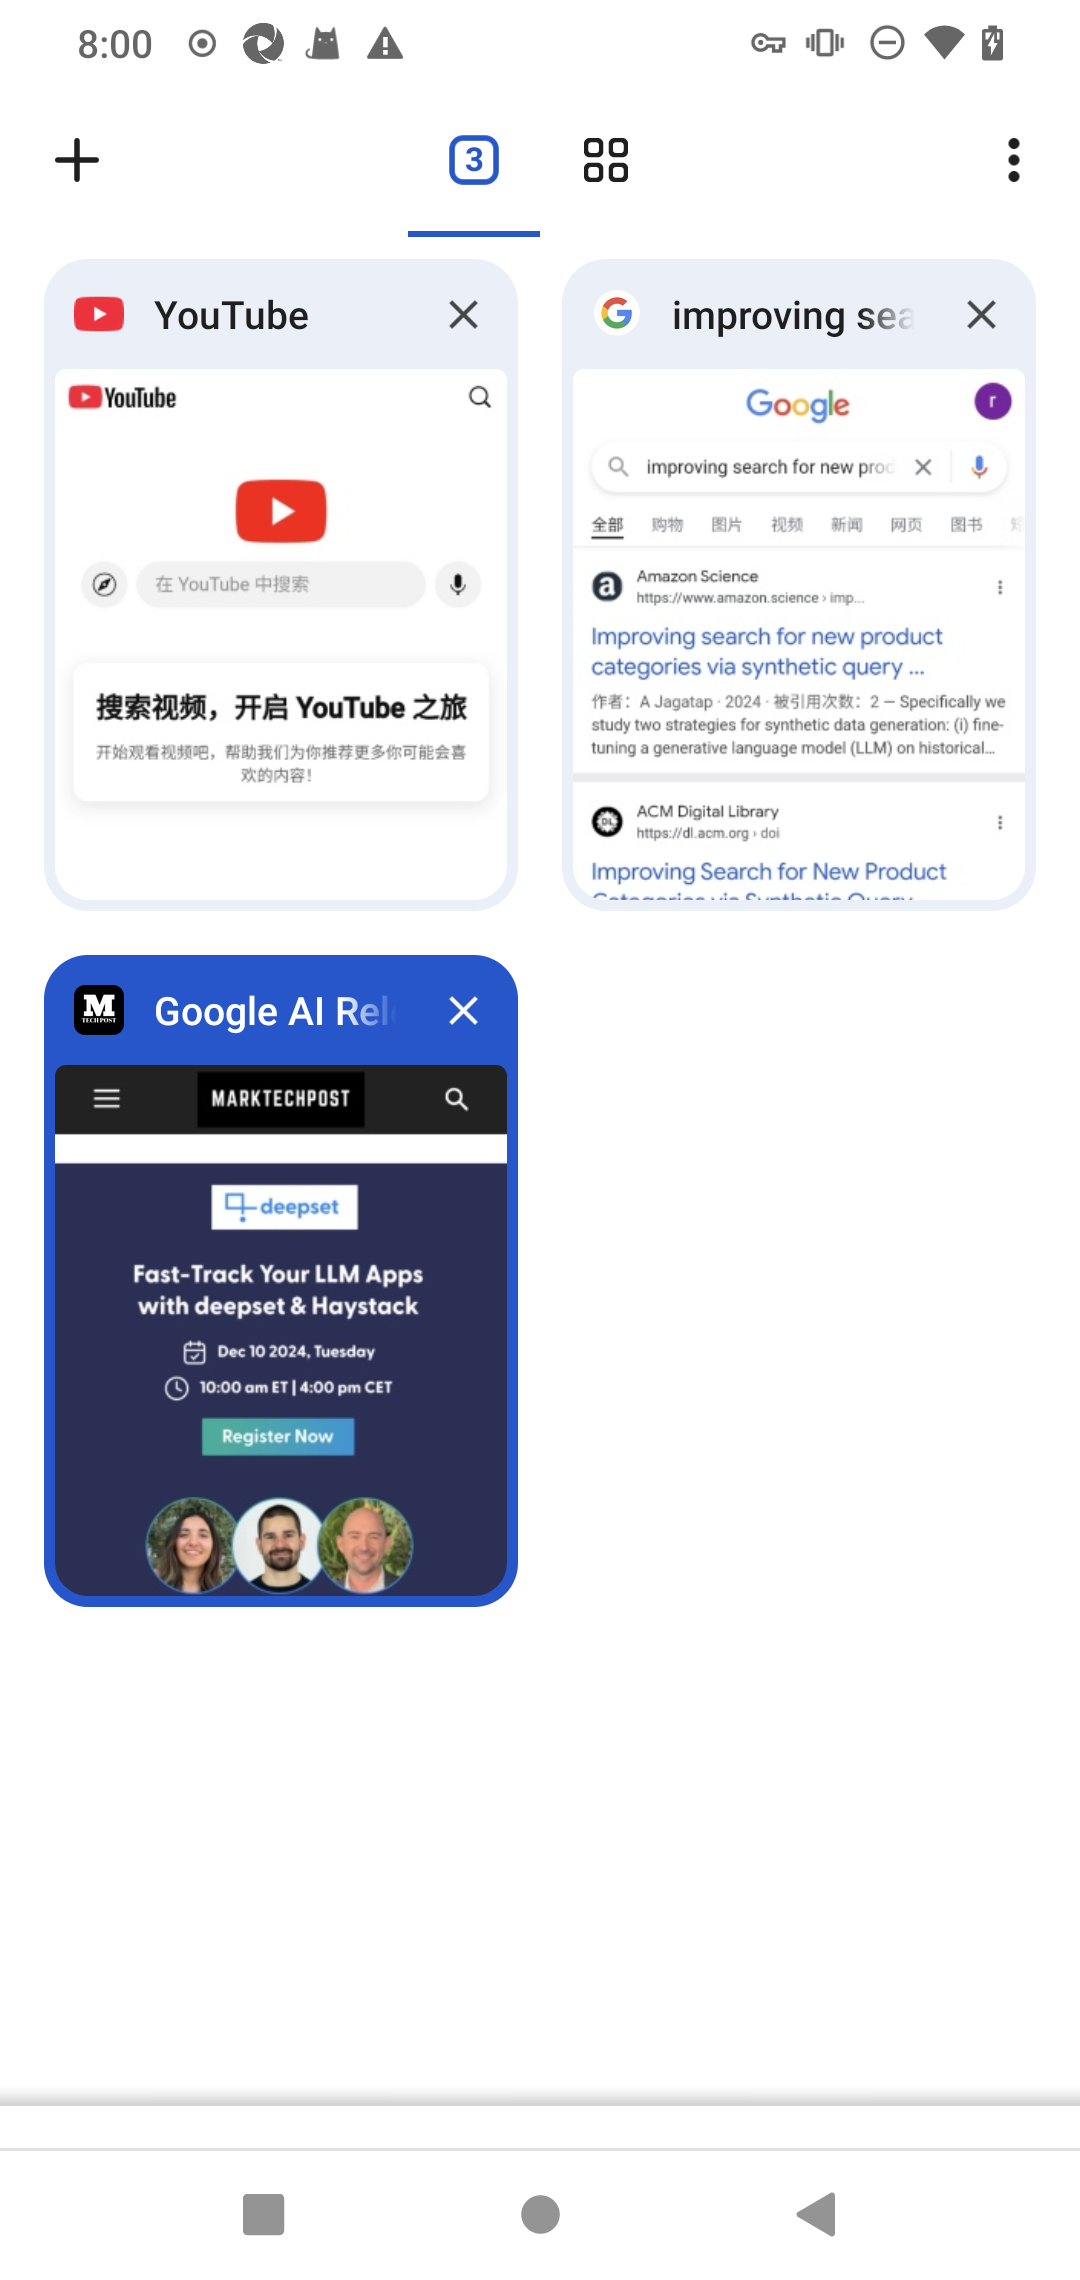 8:00
3
YouTube
YouTube
在 YouTube 中搜索
搜索视频，开启 YouTube 之旅
开始观看视频吧，帮助我们为你推荐更多你可能会喜
欢的内容！
improving sea
Google
r
improving search for new prod
全部 购物 图片 视频 新闻 网页 图书
Amazon Science
https://www.amazon.science › imp...
Improving search for new product
categories via synthetic query ...
作者：A Jagatap · 2024 · 被引用次数：2 — Specifically we
study two strategies for synthetic data generation: (i) fine-
tuning a generative language model (LLM) on historical...
ACM Digital Library
https://dl.acm.org › doi
Improving Search for New Product
Categories via Synthetic Query
M
TECH POST
Google AI Rel
MARKTECHPOST
deepset
Fast-Track Your LLM Apps
with deepset & Haystack
Dec 10 2024, Tuesday
10:00 am ET | 4:00 pm CET
Register Now